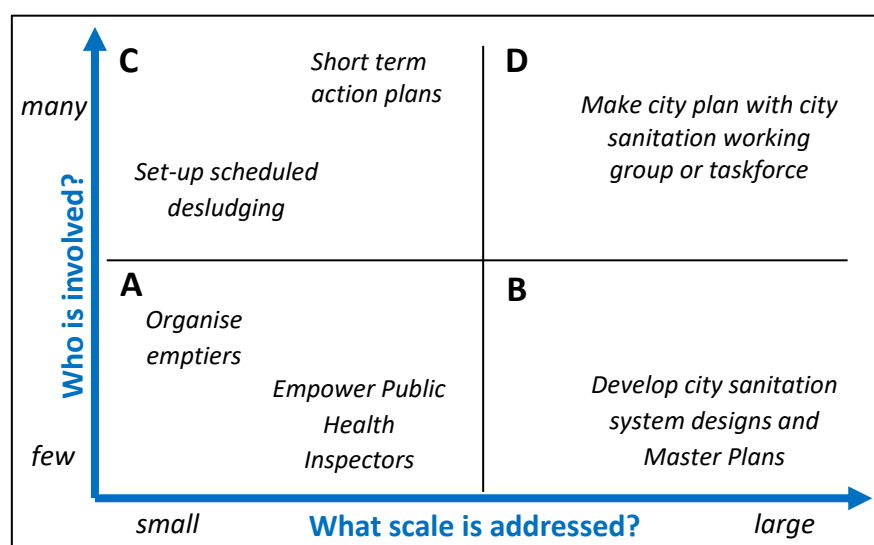 C
Short term
action plans
D
many
Make city plan with city
sanitation working
group or taskforce
Set-up scheduled
desludging
Who is involved?
A
Organise
emptiers
B
Empower Public
Health
Inspectors
Develop city sanitation
system designs and
Master Plans
few
small
What scale is addressed?
large